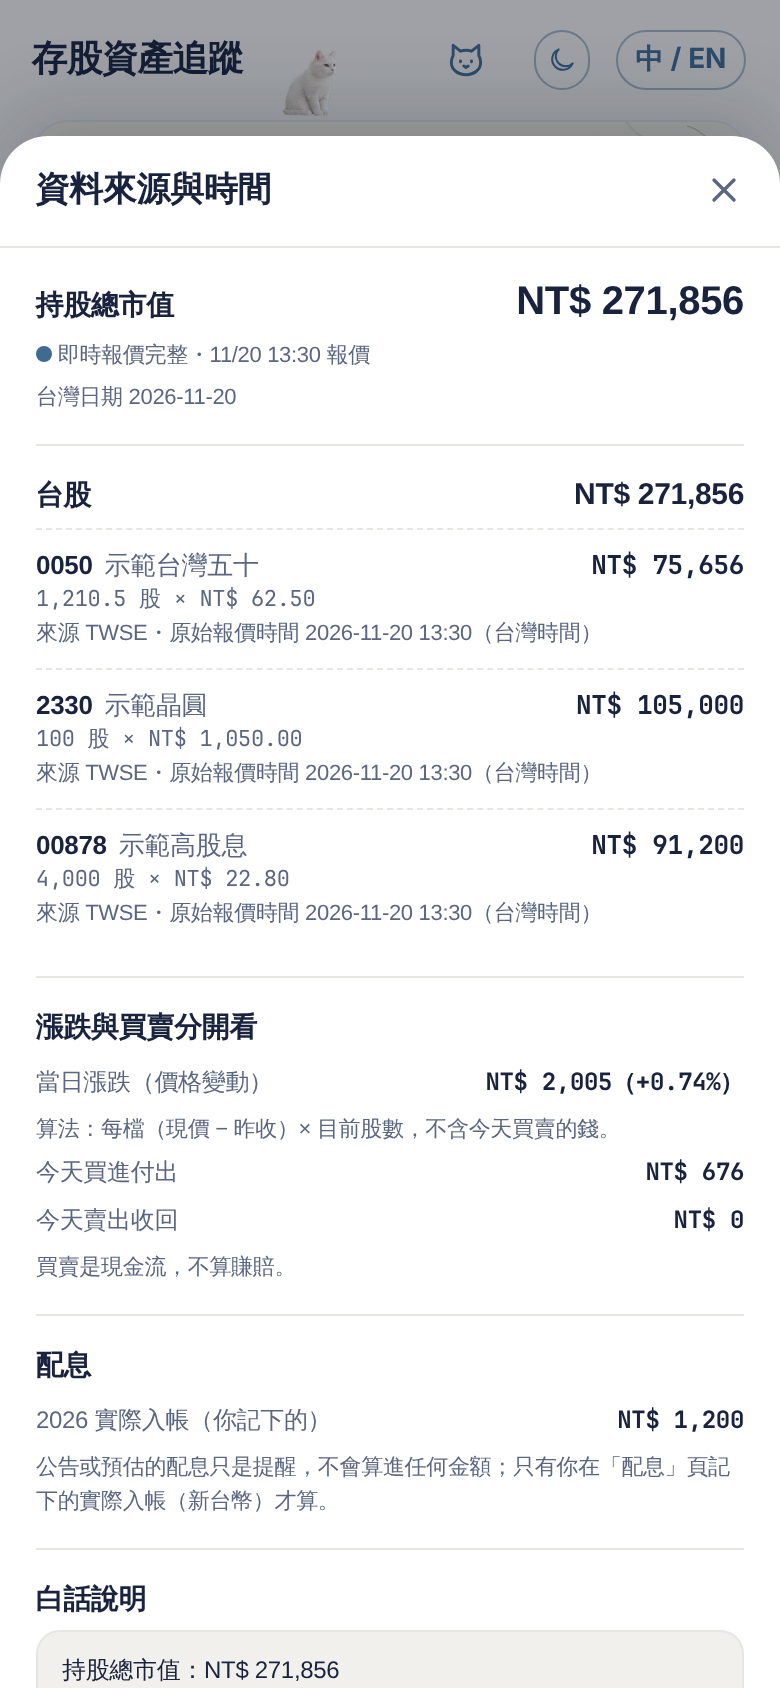 存股資產追蹤
中 / EN
資料來源與時間
持股總市值 NT$ 271,856
即時報價完整・11/20 13:30 報價
台灣日期 2026-11-20
台股 NT$ 271,856
0050 示範台灣五十 NT$ 75,656
1,210.5 股 × NT$ 62.50
來源 TWSE・原始報價時間 2026-11-20 13:30（台灣時間）
2330 示範晶圓 NT$ 105,000
100 股 × NT$ 1,050.00
來源 TWSE・原始報價時間 2026-11-20 13:30（台灣時間）
00878 示範高股息 NT$ 91,200
4,000 股 × NT$ 22.80
來源 TWSE・原始報價時間 2026-11-20 13:30（台灣時間）
漲跌與買賣分開看
當日漲跌（價格變動） NT$ 2,005（+0.74%）
算法：每檔（現價 − 昨收）× 目前股數，不含今天買賣的錢。
今天買進付出 NT$ 676
今天賣出收回 NT$ 0
買賣是現金流，不算賺賠。
配息
2026 實際入帳（你記下的） NT$ 1,200
公告或預估的配息只是提醒，不會算進任何金額；只有你在「配息」頁記
下的實際入帳（新台幣）才算。
白話說明
持股總市值：NT$ 271,856